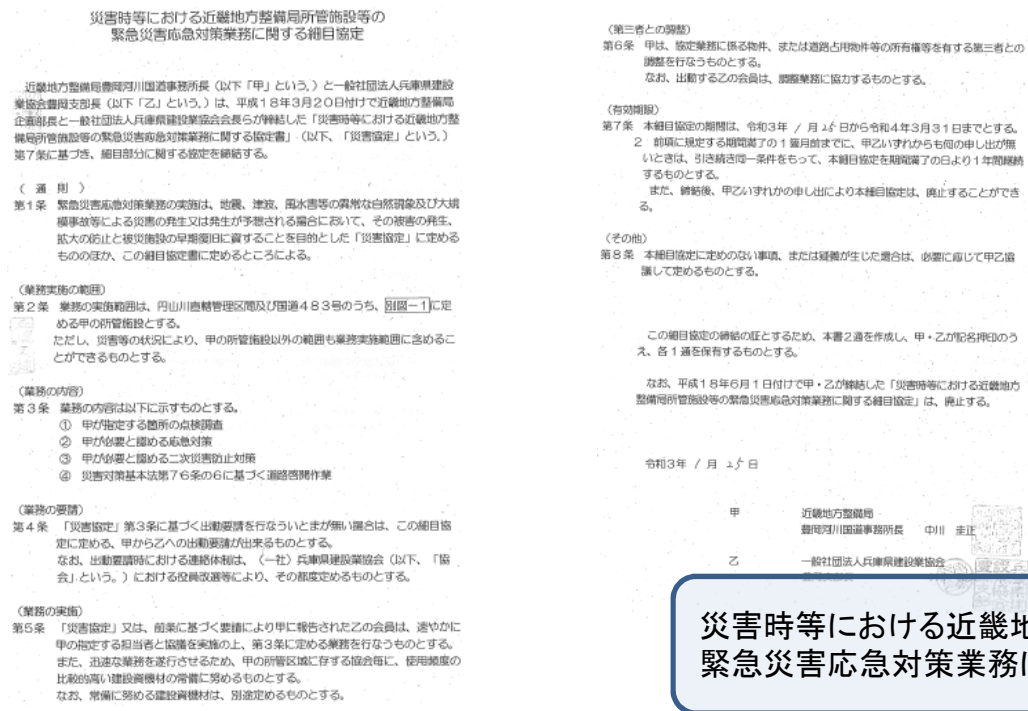 災害時等における近畿地方整備局所管施設等の
緊急災害応急対策業務に関する細目協定
近畿地方整備局豊岡河川国道事務所長（以下「甲」という。）と一般社団法人兵庫県建設
業協会豊岡支部長（以下「乙」という。）は、平成１８年３月２０日付けで近畿地方整備局
企画部長と一般社団法人兵庫県建設業協会会長らが締結した「災害時等における近畿地方整
備局所管施設等の緊急災害応急対策業務に関する協定書」（以下、「災害協定」という。）
第７条に基づき、細目部分に関する協定を締結する。
（　通　則　）
第１条　緊急災害応急対策業務の実施は、地震、津波、風水害等の異常な自然現象及び大規
模事故等による災害の発生又は発生が予想される場合において、その被害の発生、
拡大の防止と被災施設の早期復旧に資することを目的とした「災害協定」に定める
もののほか、この細目協定書に定めるところによる。
（業務実施の範囲）
第２条　業務の実施範囲は、円山川直轄管理区間及び国道４８３号のうち、別図－１に定
める甲の所管施設とする。
ただし、災害等の状況により、甲の所管施設以外の範囲も業務実施範囲に含めるこ
とができるものとする。
（業務の内容）
第３条　業務の内容は以下に示すものとする。
①　甲が指定する箇所の点検調査
②　甲が必要と認める応急対策
③　甲が必要と認める二次災害防止対策
④　災害対策基本法第７６条の６に基づく道路啓開作業
（業務の要請）
第４条　「災害協定」第３条に基づく出動要請を行なういとまが無い場合は、この細目協
定に定める、甲から乙への出動要請が出来るものとする。
なお、出動要請時における連絡体制は、（一社）兵庫県建設業協会（以下、「協
会」という。）における役員改選等により、その都度定めるものとする。
（業務の実施）
第５条　「災害協定」又は、前条に基づく要請により甲に報告された乙の会員は、速やかに
甲の指定する担当者と協議を実施の上、第３条に定める業務を行なうものとする。
また、迅速な業務を遂行させるため、甲の所管区域に存する協会毎に、使用頻度の
比較的高い建設資機材の常備に努めるものとする。
なお、常備に努める建設資機材は、別途定めるものとする。
（第三者との調整）
第６条　甲は、協定業務に係る物件、または道路占用物件等の所有権等を有する第三者との
調整を行なうものとする。
なお、出動する乙の会員は、調整業務に協力するものとする。
（有効期限）
第７条　本細目協定の期間は、令和３年　１月２５日から令和４年３月３１日までとする。
２　前項に規定する期間満了の１箇月前までに、甲乙いずれからも何の申し出が無
いときは、引き続き同一条件をもって、本細目協定を期間満了の日より１年間継続
するものとする。
また、締結後、甲乙いずれかの申し出により本細目協定は、廃止することができ
る。
（その他）
第８条　本細目協定に定めのない事項、または疑義が生じた場合は、必要に応じて甲乙協
議して定めるものとする。
この細目協定の締結の証とするため、本書２通を作成し、甲・乙が記名押印のう
え、各１通を保有するものとする。
なお、平成１８年６月１日付けで甲・乙が締結した「災害時等における近畿地方
整備局所管施設等の緊急災害応急対策業務に関する細目協定」は、廃止する。
令和３年　１月２５日
甲　近畿地方整備局
豊岡河川国道事務所長　中川　圭正
乙　一般社団法人兵庫県建設業協会
災害時等における近畿地
緊急災害応急対策業務に